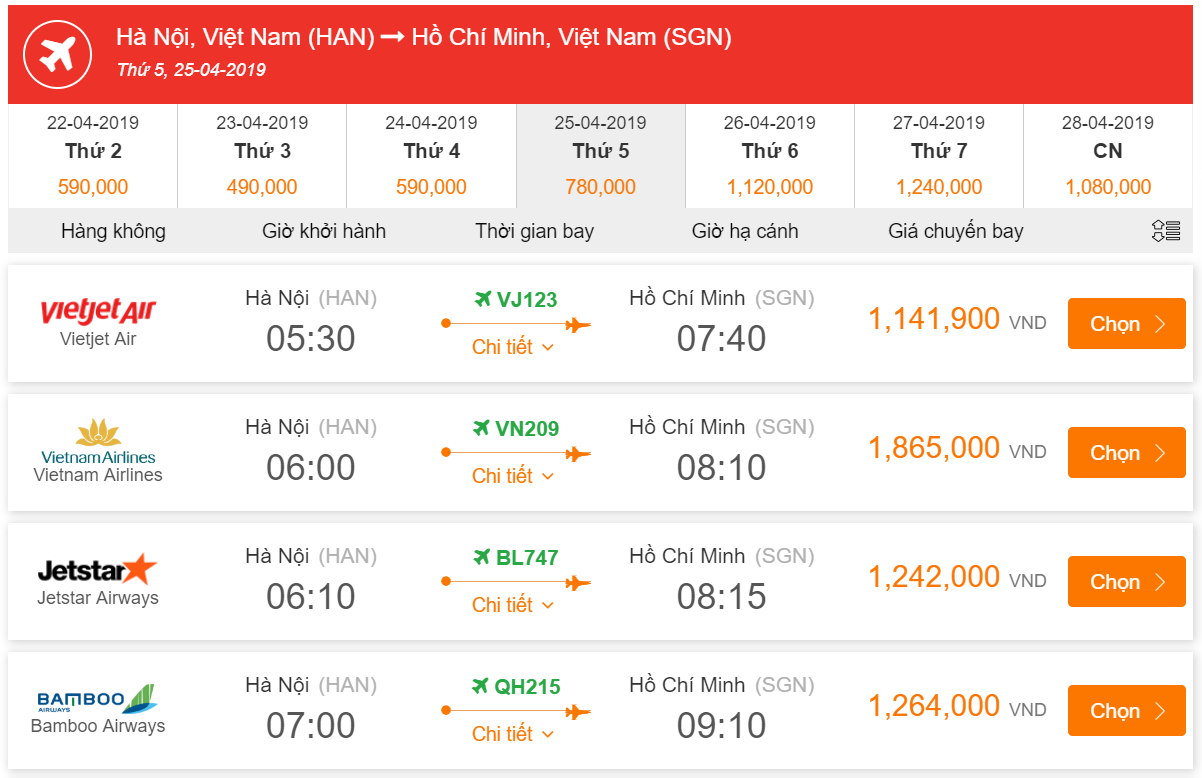 Hà Nội, Việt Nam (HAN) → Hồ Chí Minh, Việt Nam (SGN)
Thứ 5, 25-04-2019
22-04-2019 23-04-2019 24-04-2019 25-04-2019 26-04-2019 27-04-2019 28-04-2019
Thứ 2 Thứ 3 Thứ 4 Thứ 5 Thứ 6 Thứ 7 CN
590,000 490,000 590,000 780,000 1,120,000 1,240,000 1,080,000
Hàng không Giờ khởi hành Thời gian bay Giờ hạ cánh Giá chuyến bay
Hà Nội (HAN) VJ123 Hồ Chí Minh (SGN)
vietjet Air 05:30 07:40 1,141,900 VND Chọn
Vietjet Air Chi tiết
Hà Nội (HAN) VN209 Hồ Chí Minh (SGN)
Vietnam Airlines 06:00 08:10 1,865,000 VND Chọn
Vietnam Airlines Chi tiết
Hà Nội (HAN) BL747 Hồ Chí Minh (SGN)
Jetstar 06:10 08:15 1,242,000 VND Chọn
Jetstar Airways Chi tiết
Hà Nội (HAN) QH215 Hồ Chí Minh (SGN)
BAMBOO 07:00 09:10 1,264,000 VND Chọn
AIRWAYS
Bamboo Airways Chi tiết